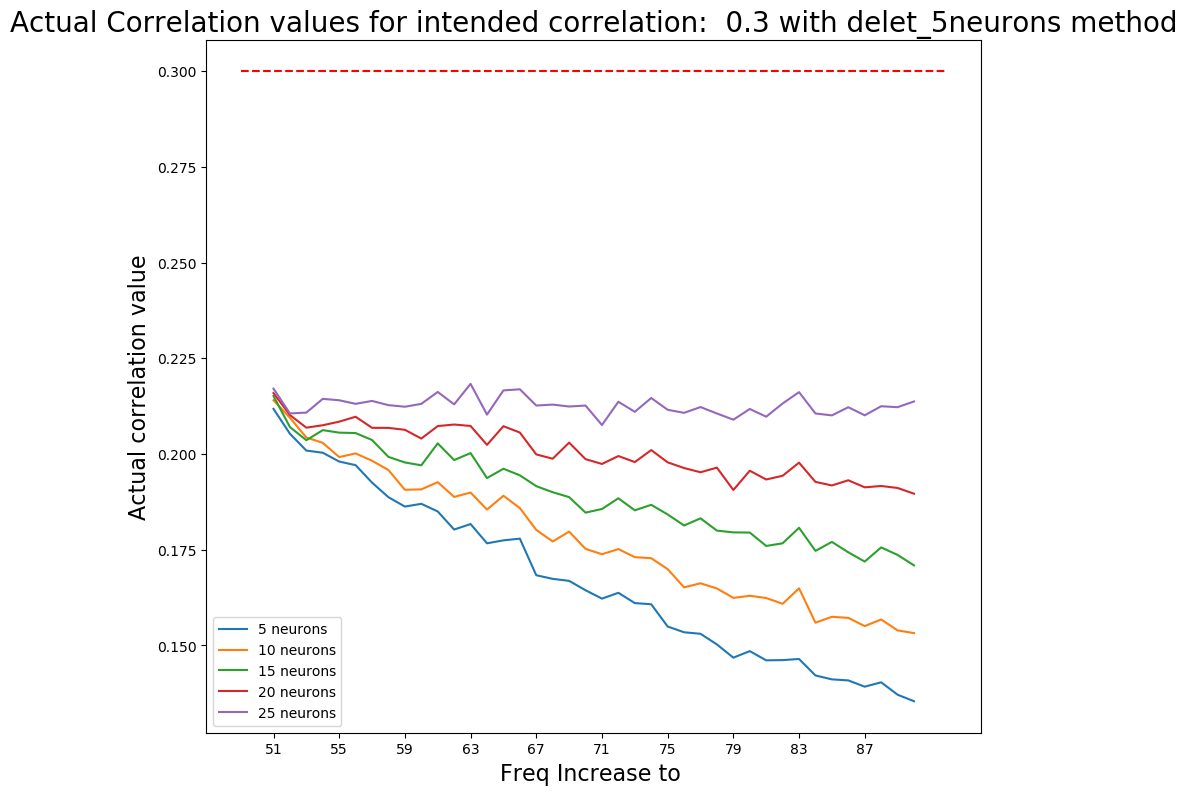 Actual Correlation values for intended correlation:  0.3 with delet_5neurons method
0.300
0.275
0.250
0.225
0.200
0.175
0.150
Actual correlation value
5 neurons
10 neurons
15 neurons
20 neurons
25 neurons
51 55 59 63 67 71 75 79 83 87
Freq Increase to